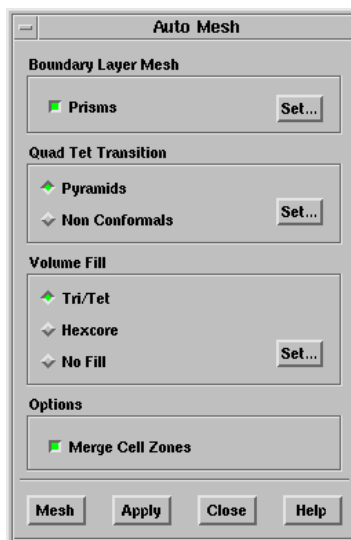 Auto Mesh
Boundary Layer Mesh
Prisms Set...
Quad Tet Transition
Pyramids
Non Conformals Set...
Volume Fill
Tri/Tet
Hexcore
No Fill Set...
Options
Merge Cell Zones
Mesh Apply Close Help